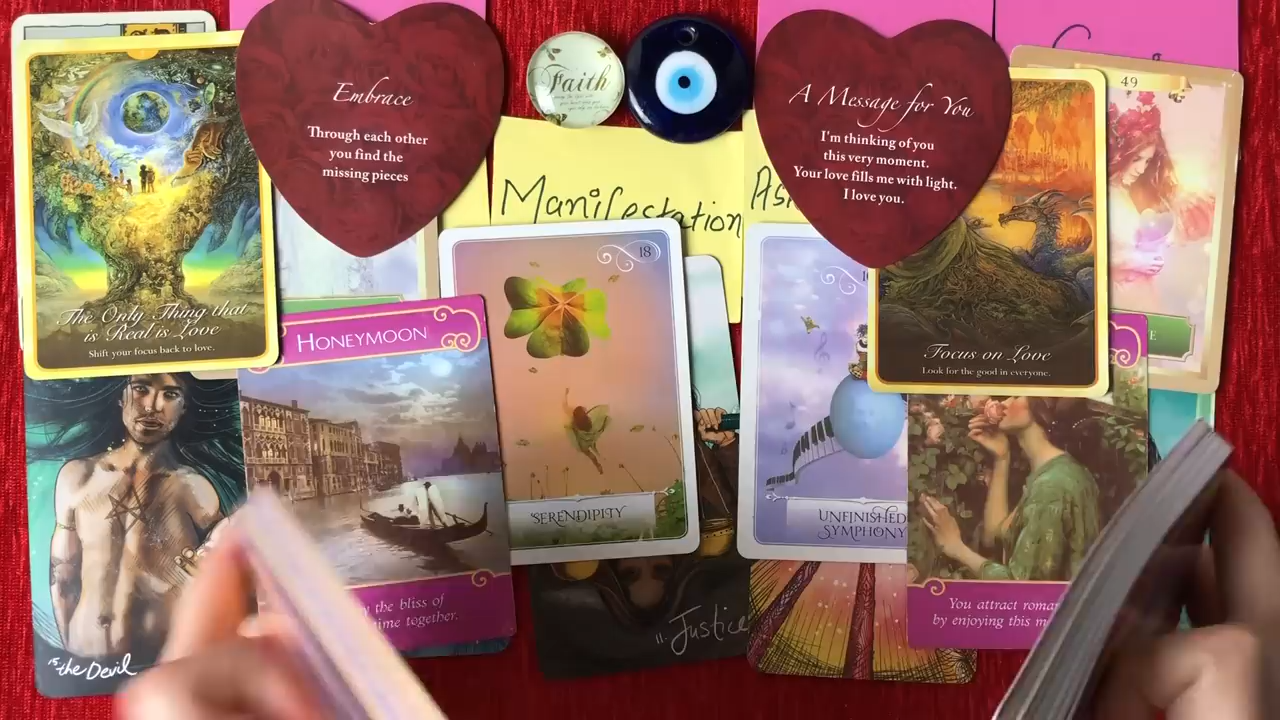 The Only Thing that
is Real is Love
Shift your focus back to love.
Embrace
Through each other
you find the
missing pieces
Faith
A Message for You
I'm thinking of you
this very moment.
Your love fills me with light.
I love you.
49
Manifestation
18
HONEYMOON
SERENDIPITY
UNFINISHED
SYMPHONY
Focus on Love
Look for the good in everyone.
E
the bliss of
together.
You attract
by enjoying this
15 the Devil
11. Justice